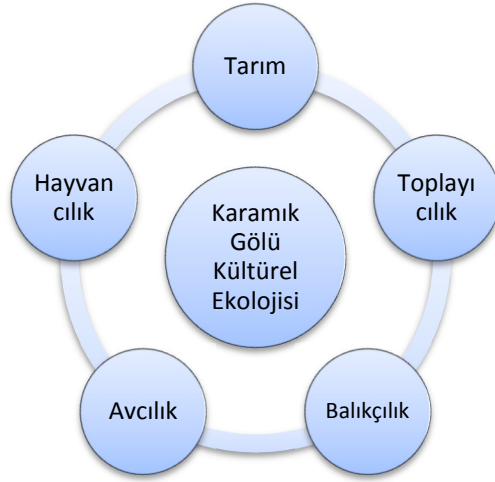 Tarım
Hayvan
cılık
Toplayı
cılık
Karamık
Gölü
Kültürel
Ekolojisi
Avcılık
Balıkçılık